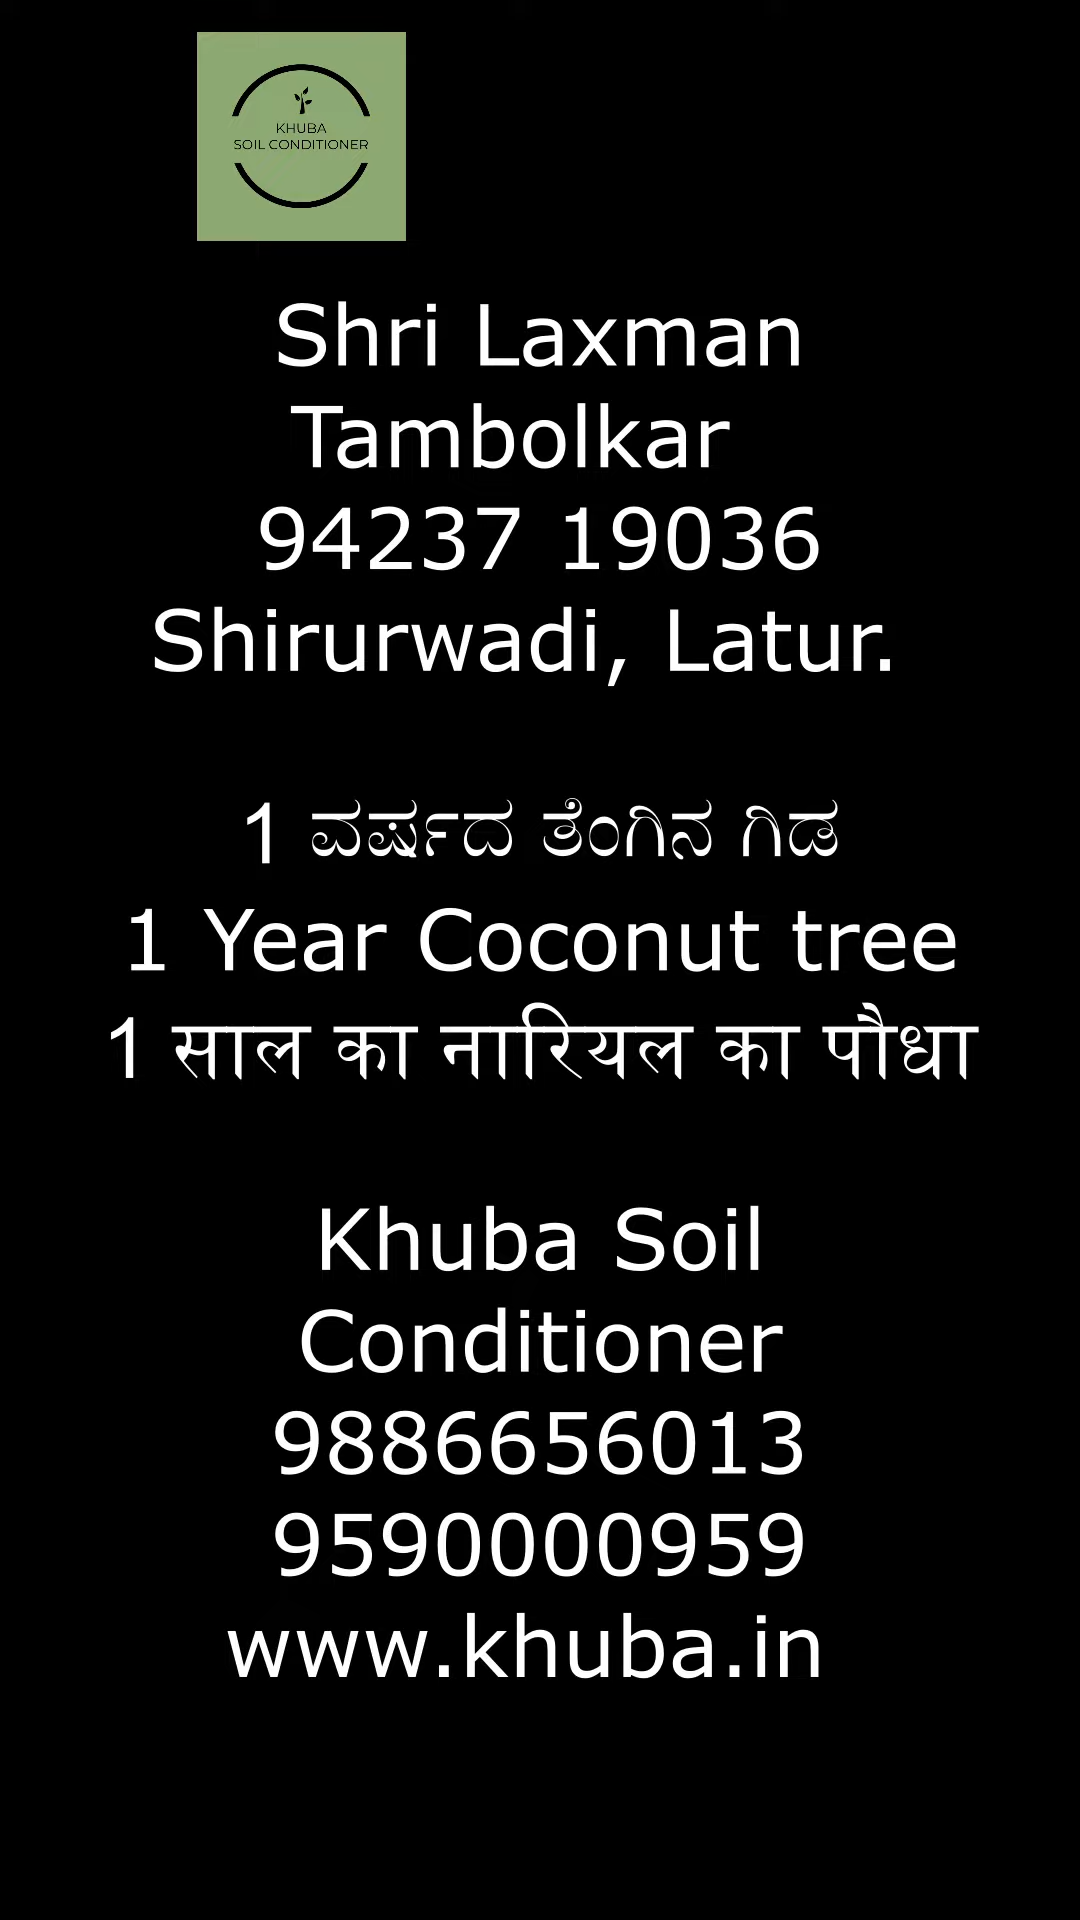 KHUBA
SOIL CONDITIONER
Shri Laxman
Tambolkar
94237 19036
Shirurwadi, Latur.
1 ವರ್ಷದ ತೆಂಗಿನ ಗಿಡ
1 Year Coconut tree
1 साल का नारियल का पौधा
Khuba Soil
Conditioner
9886656013
9590000959
www.khuba.in